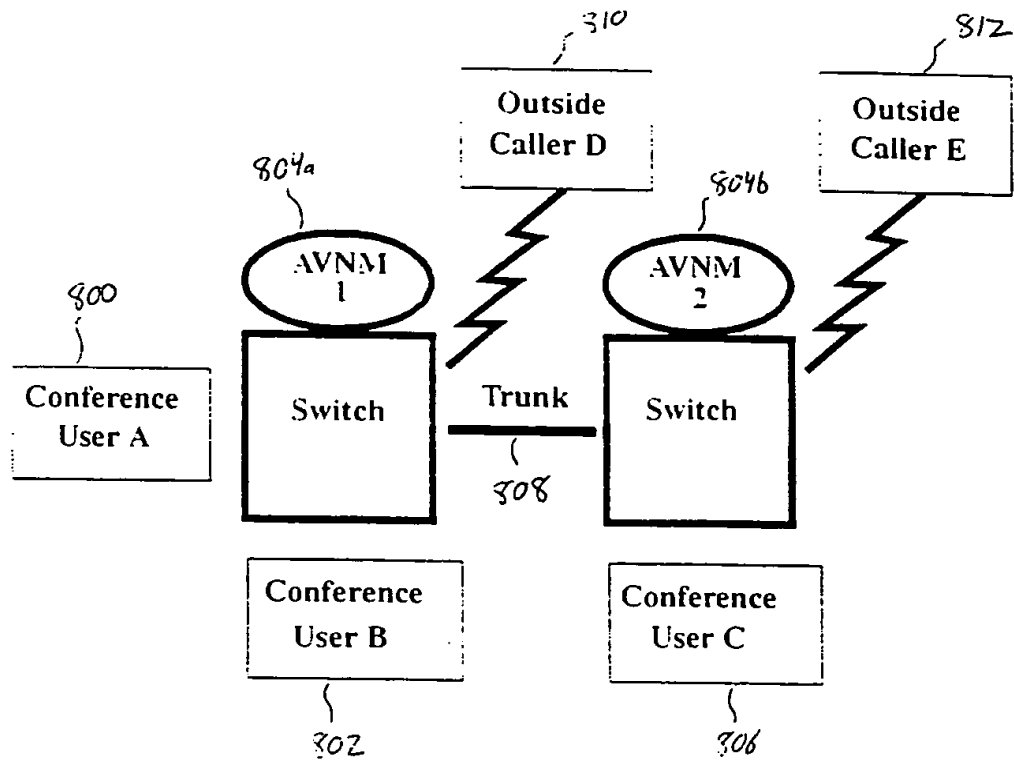 810
812
Outside
Caller D
Outside
Caller E
804a
804b
AVNM
1
AVNM
2
800
Conference
User A
Switch
Trunk
Switch
808
Conference
User B
Conference
User C
802
806